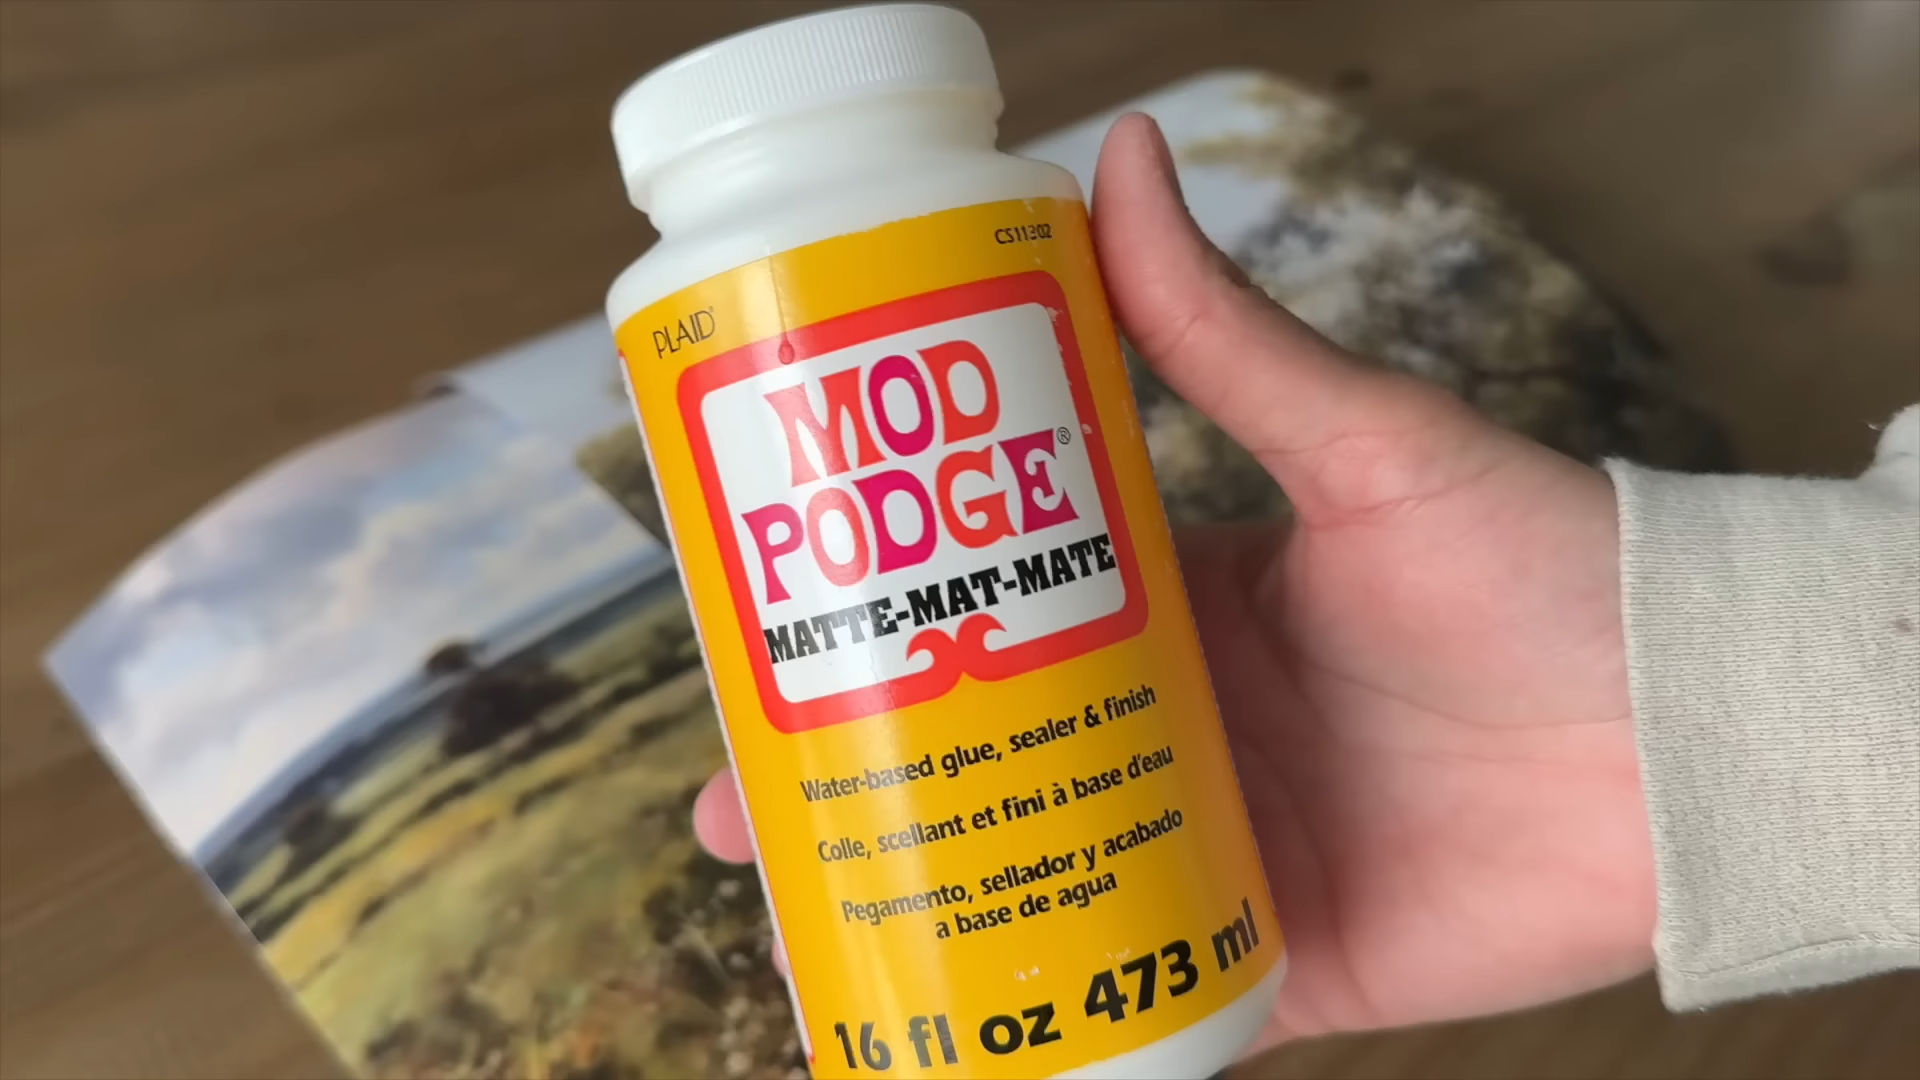 CS11302
PLAID®
MOD
PODGE®
MATTE-MAT-MATE
Water-based glue, sealer & finish
Colle, scellant et fini à base d'eau
Pegamento, sellador y acabado
a base de agua
16 fl oz 473 ml